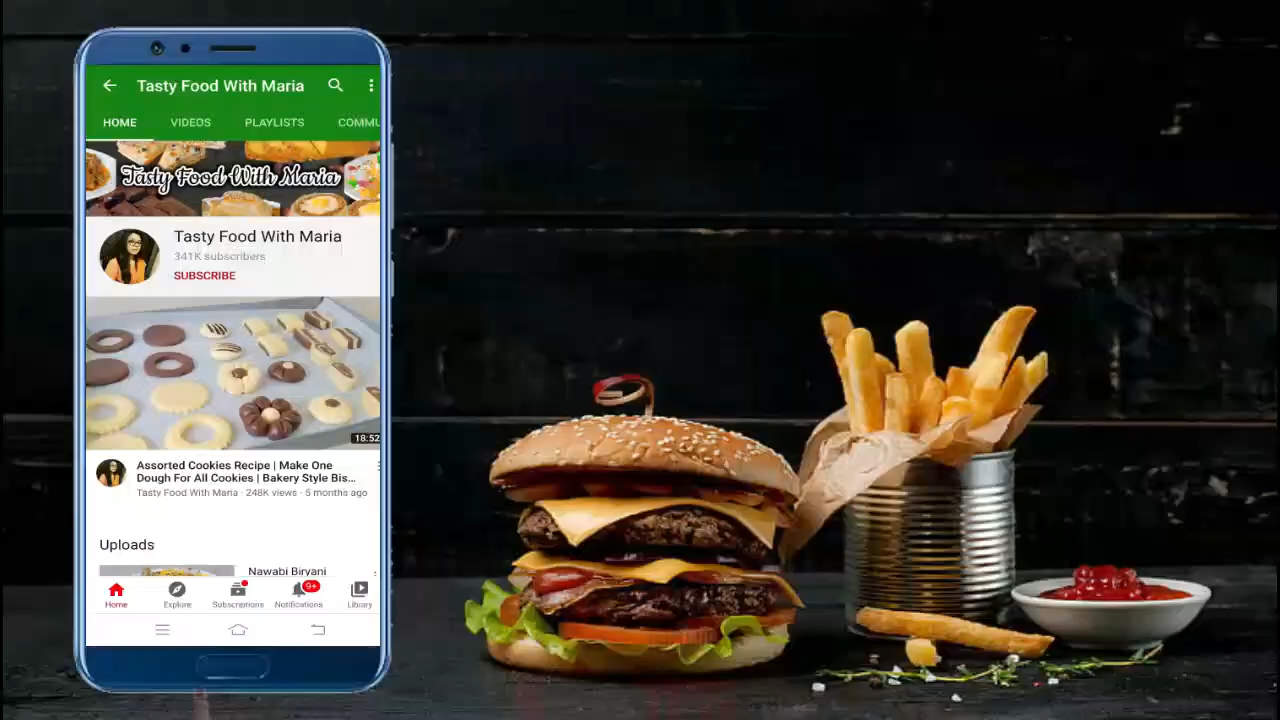 Tasty Food With Maria
HOME VIDEOS PLAYLISTS COMMU
Tasty Food With Maria
Tasty Food With Maria
341K subscribers
SUBSCRIBE
18:52
Assorted Cookies Recipe | Make One
Dough For All Cookies | Bakery Style Bis...
Tasty Food With Maria · 248K views · 5 months ago
Uploads
Nawabi Biryani
9+
Home Explore Subscriptions Notifications Library